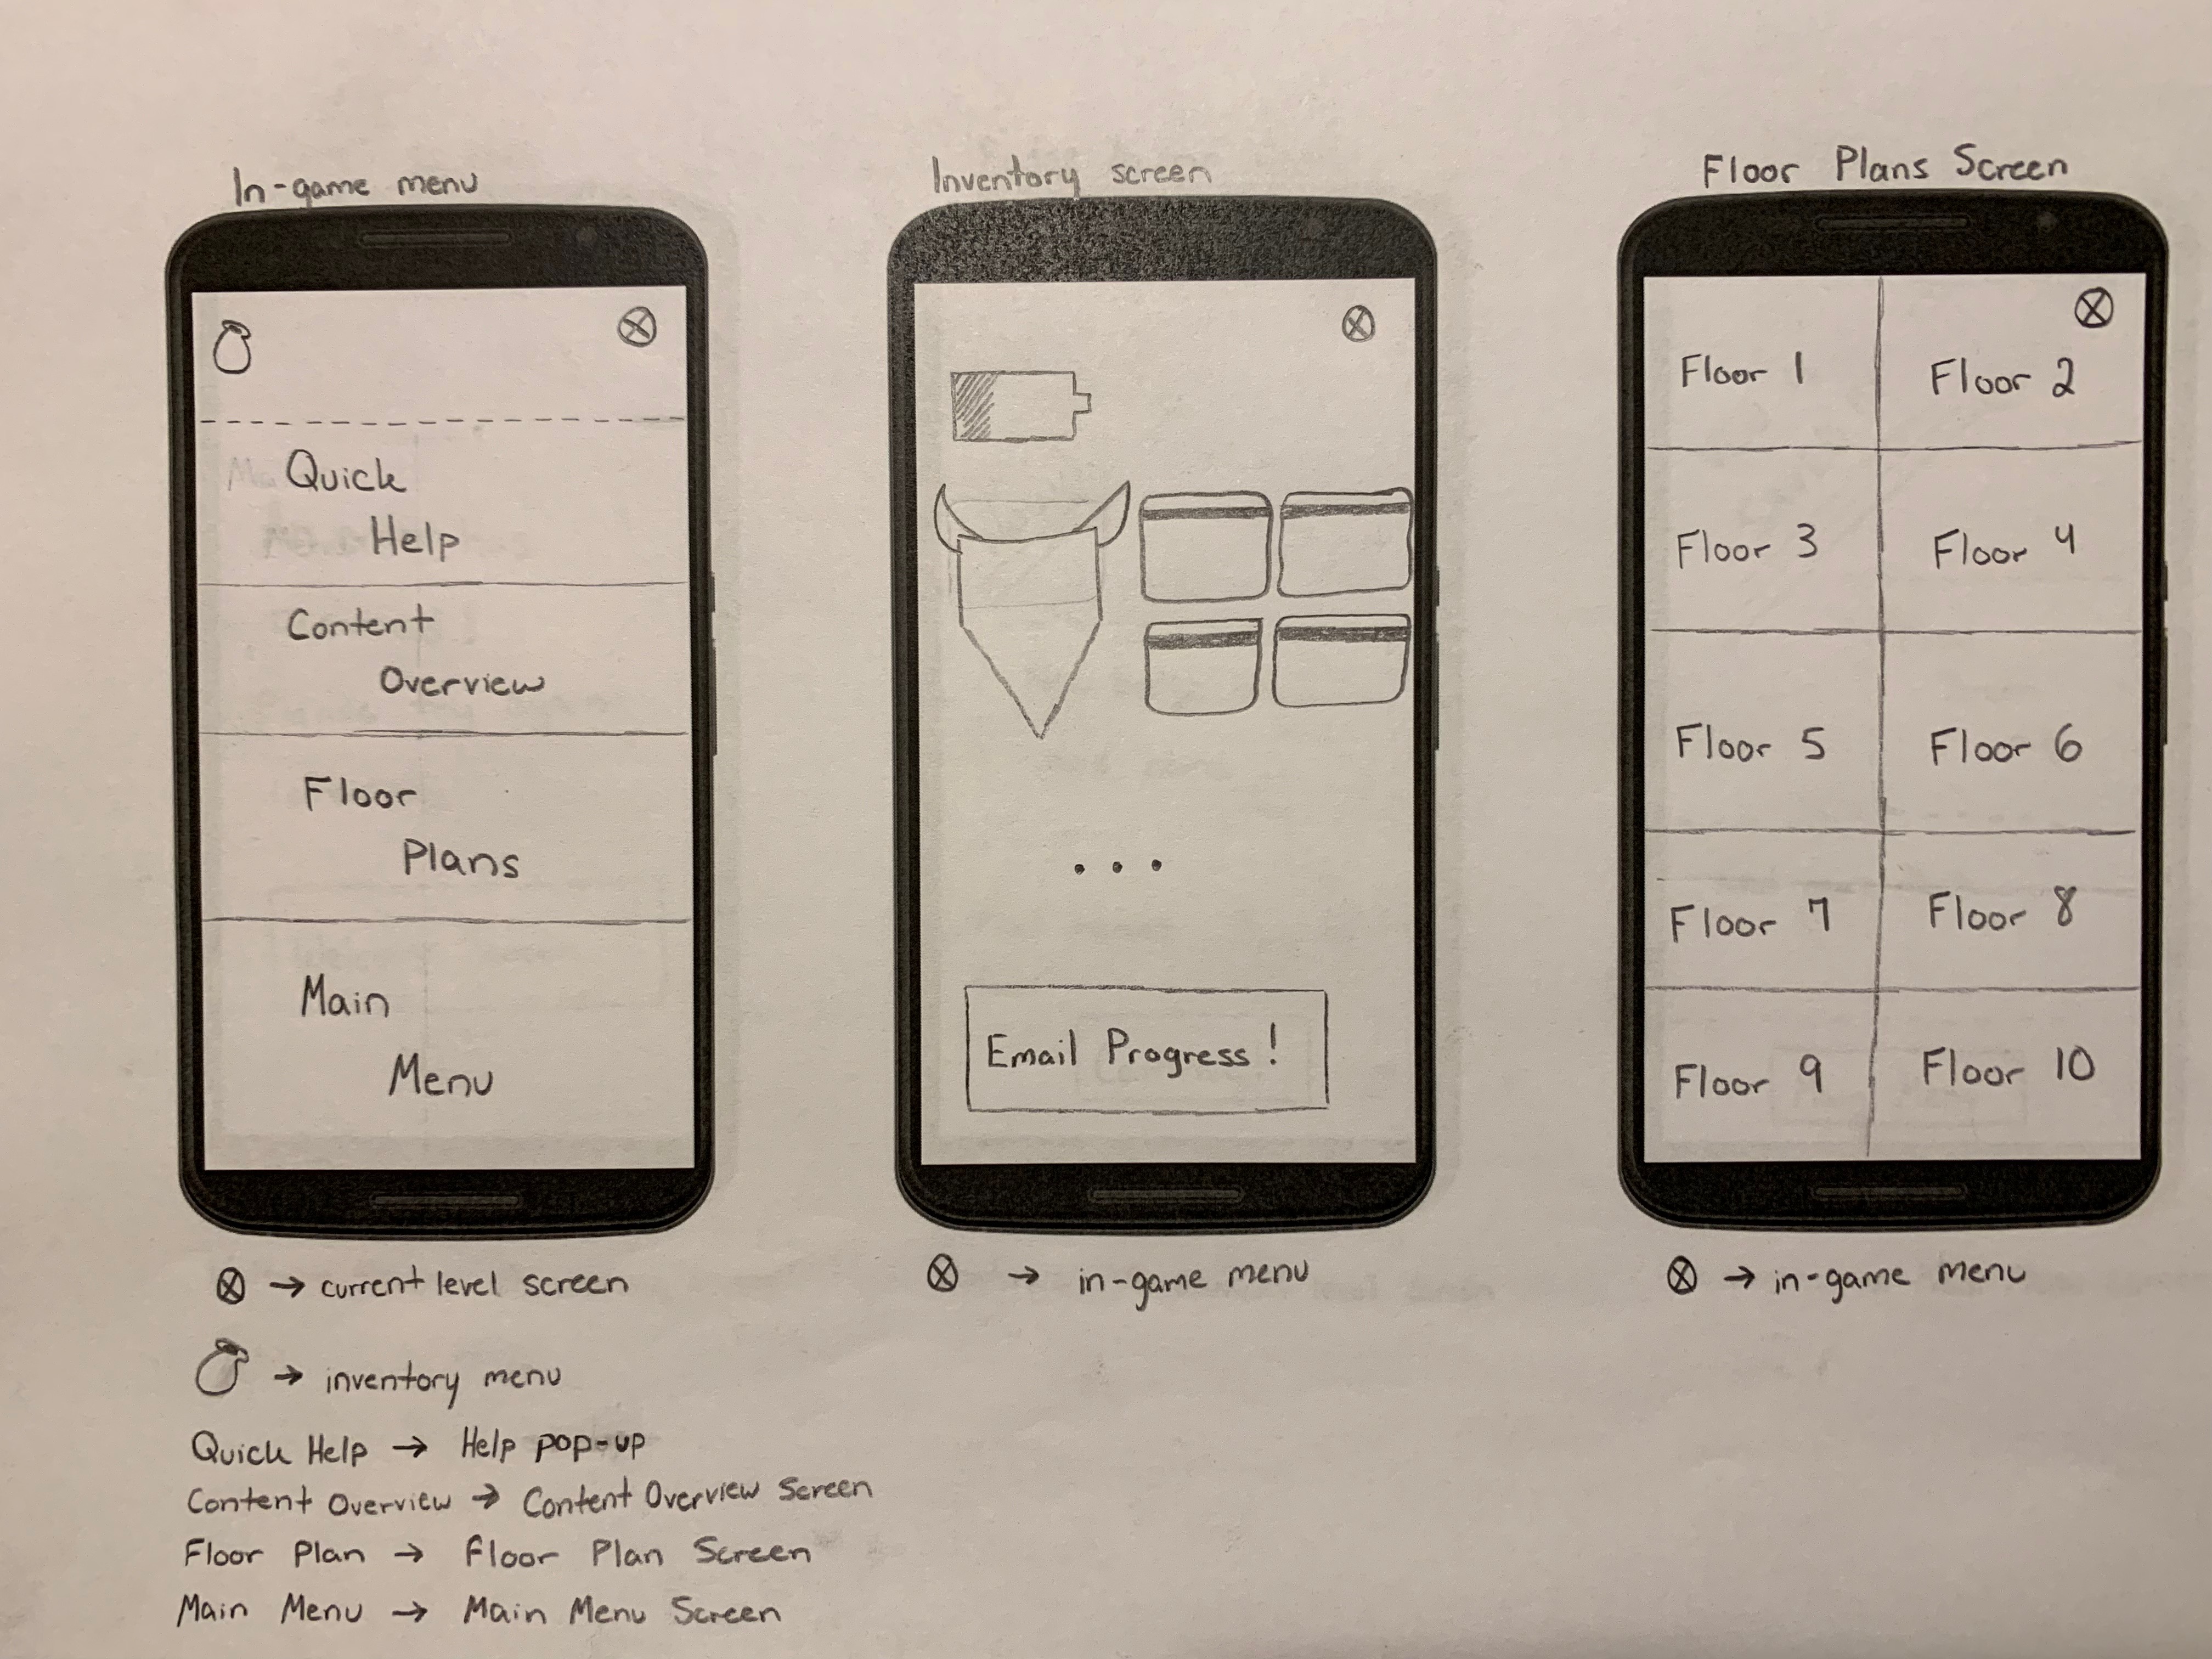 In-game menu
Quick
Help
Content
Overview
Floor
Plans
Main
Menu
ⓧ → current level screen
→ inventory menu
Quick Help → Help pop-up
Content Overview → Content Overview Screen
Floor Plan → Floor Plan Screen
Main Menu → Main Menu Screen
Inventory screen
ⓧ
...
Email Progress!
ⓧ → in-game menu
Floor Plans Screen
ⓧ
Floor 1 Floor 2
Floor 3 Floor 4
Floor 5 Floor 6
Floor 7 Floor 8
Floor 9 Floor 10
ⓧ → in-game menu